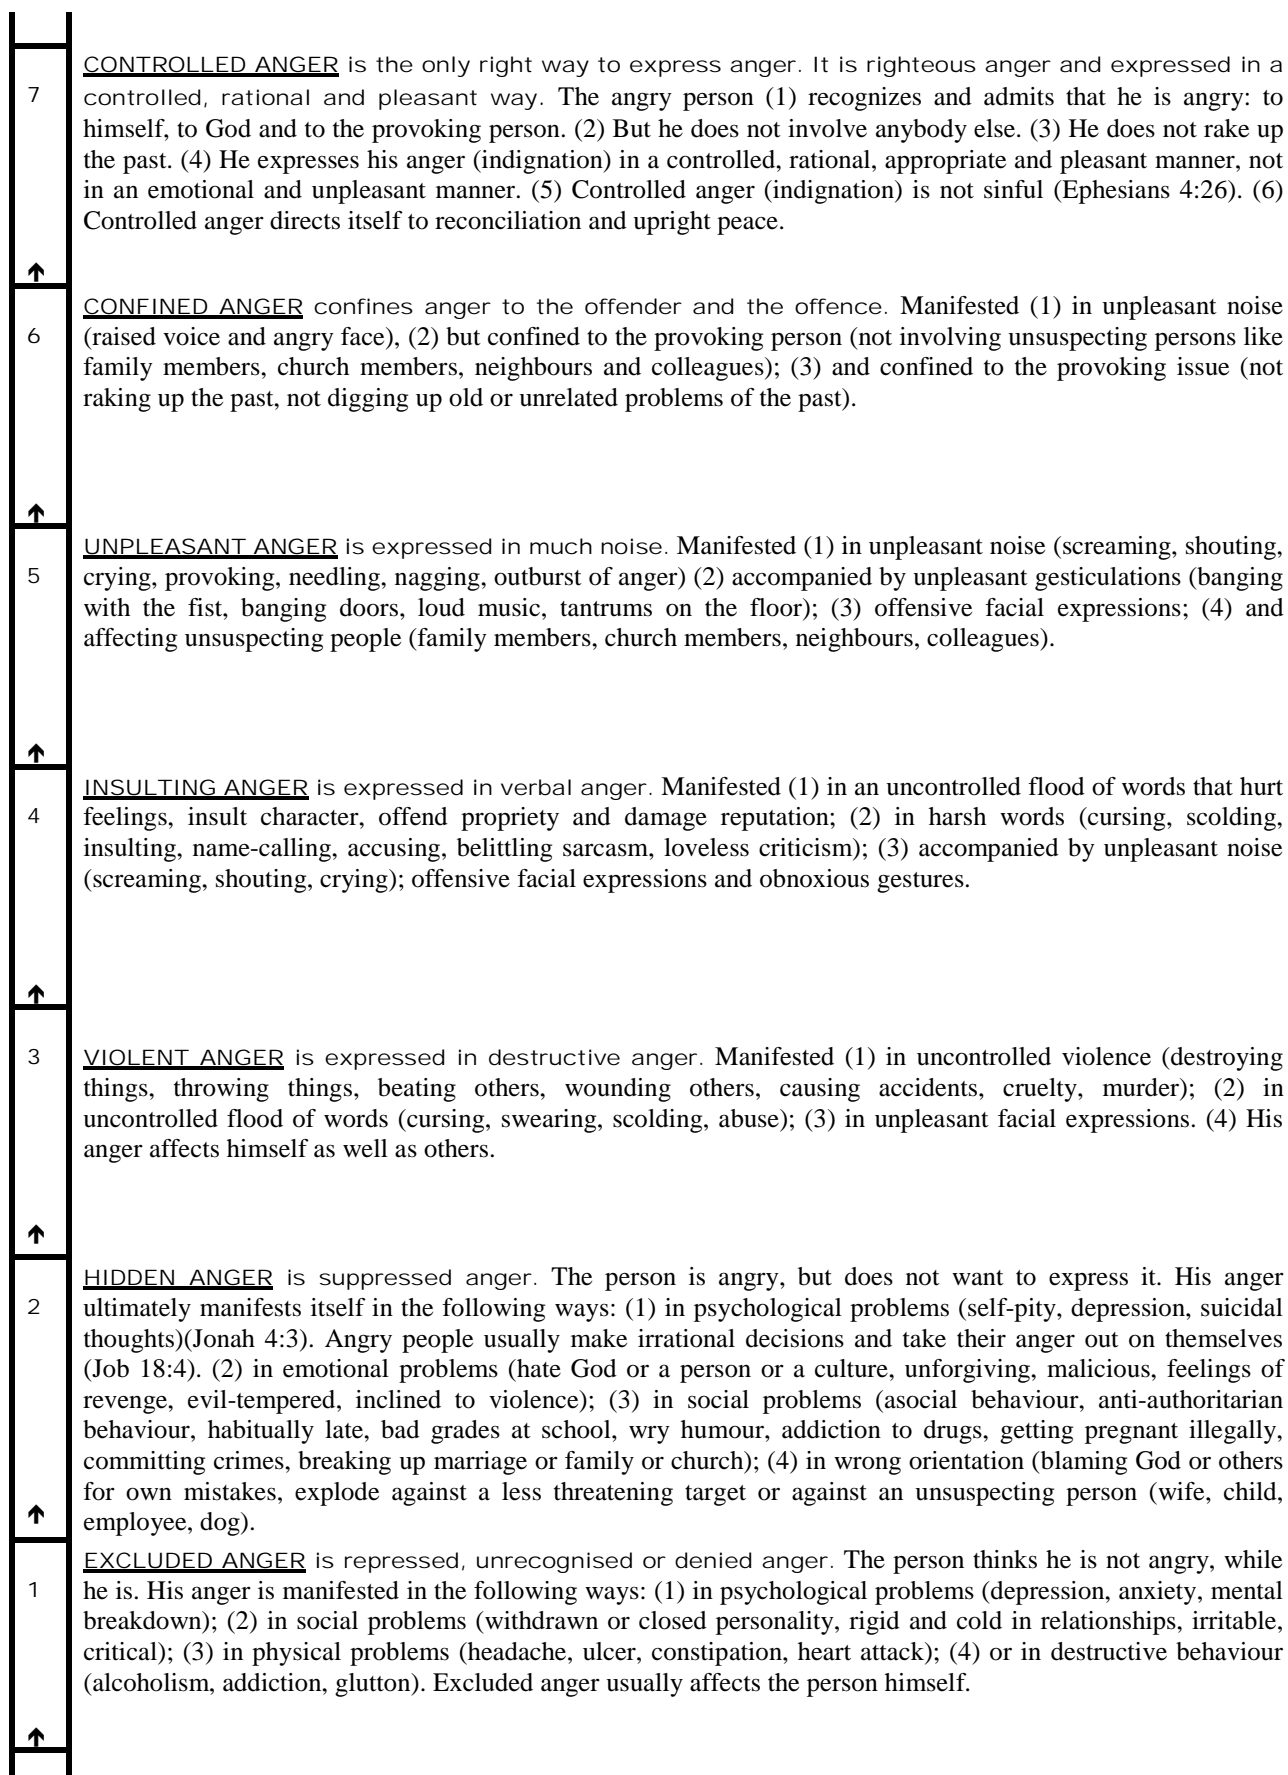 CONTROLLED ANGER is the only right way to express anger. It is righteous anger and expressed in a
7 controlled, rational and pleasant way. The angry person (1) recognizes and admits that he is angry: to
himself, to God and to the provoking person. (2) But he does not involve anybody else. (3) He does not rake up
the past. (4) He expresses his anger (indignation) in a controlled, rational, appropriate and pleasant manner, not
in an emotional and unpleasant manner. (5) Controlled anger (indignation) is not sinful (Ephesians 4:26). (6)
Controlled anger directs itself to reconciliation and upright peace.
↑
CONFINED ANGER confines anger to the offender and the offence. Manifested (1) in unpleasant noise
6 (raised voice and angry face), (2) but confined to the provoking person (not involving unsuspecting persons like
family members, church members, neighbours and colleagues); (3) and confined to the provoking issue (not
raking up the past, not digging up old or unrelated problems of the past).
↑
UNPLEASANT ANGER is expressed in much noise. Manifested (1) in unpleasant noise (screaming, shouting,
5 crying, provoking, needling, nagging, outburst of anger) (2) accompanied by unpleasant gesticulations (banging
with the fist, banging doors, loud music, tantrums on the floor); (3) offensive facial expressions; (4) and
affecting unsuspecting people (family members, church members, neighbours, colleagues).
↑
INSULTING ANGER is expressed in verbal anger. Manifested (1) in an uncontrolled flood of words that hurt
4 feelings, insult character, offend propriety and damage reputation; (2) in harsh words (cursing, scolding,
insulting, name-calling, accusing, belittling sarcasm, loveless criticism); (3) accompanied by unpleasant noise
(screaming, shouting, crying); offensive facial expressions and obnoxious gestures.
↑
3 VIOLENT ANGER is expressed in destructive anger. Manifested (1) in uncontrolled violence (destroying
things, throwing things, beating others, wounding others, causing accidents, cruelty, murder); (2) in
uncontrolled flood of words (cursing, swearing, scolding, abuse); (3) in unpleasant facial expressions. (4) His
anger affects himself as well as others.
↑
HIDDEN ANGER is suppressed anger. The person is angry, but does not want to express it. His anger
2 ultimately manifests itself in the following ways: (1) in psychological problems (self-pity, depression, suicidal
thoughts)(Jonah 4:3). Angry people usually make irrational decisions and take their anger out on themselves
(Job 18:4). (2) in emotional problems (hate God or a person or a culture, unforgiving, malicious, feelings of
revenge, evil-tempered, inclined to violence); (3) in social problems (asocial behaviour, anti-authoritarian
behaviour, habitually late, bad grades at school, wry humour, addiction to drugs, getting pregnant illegally,
committing crimes, breaking up marriage or family or church); (4) in wrong orientation (blaming God or others
for own mistakes, explode against a less threatening target or against an unsuspecting person (wife, child,
↑ employee, dog).
EXCLUDED ANGER is repressed, unrecognised or denied anger. The person thinks he is not angry, while
1 he is. His anger is manifested in the following ways: (1) in psychological problems (depression, anxiety, mental
breakdown); (2) in social problems (withdrawn or closed personality, rigid and cold in relationships, irritable,
critical); (3) in physical problems (headache, ulcer, constipation, heart attack); (4) or in destructive behaviour
(alcoholism, addiction, glutton). Excluded anger usually affects the person himself.
↑